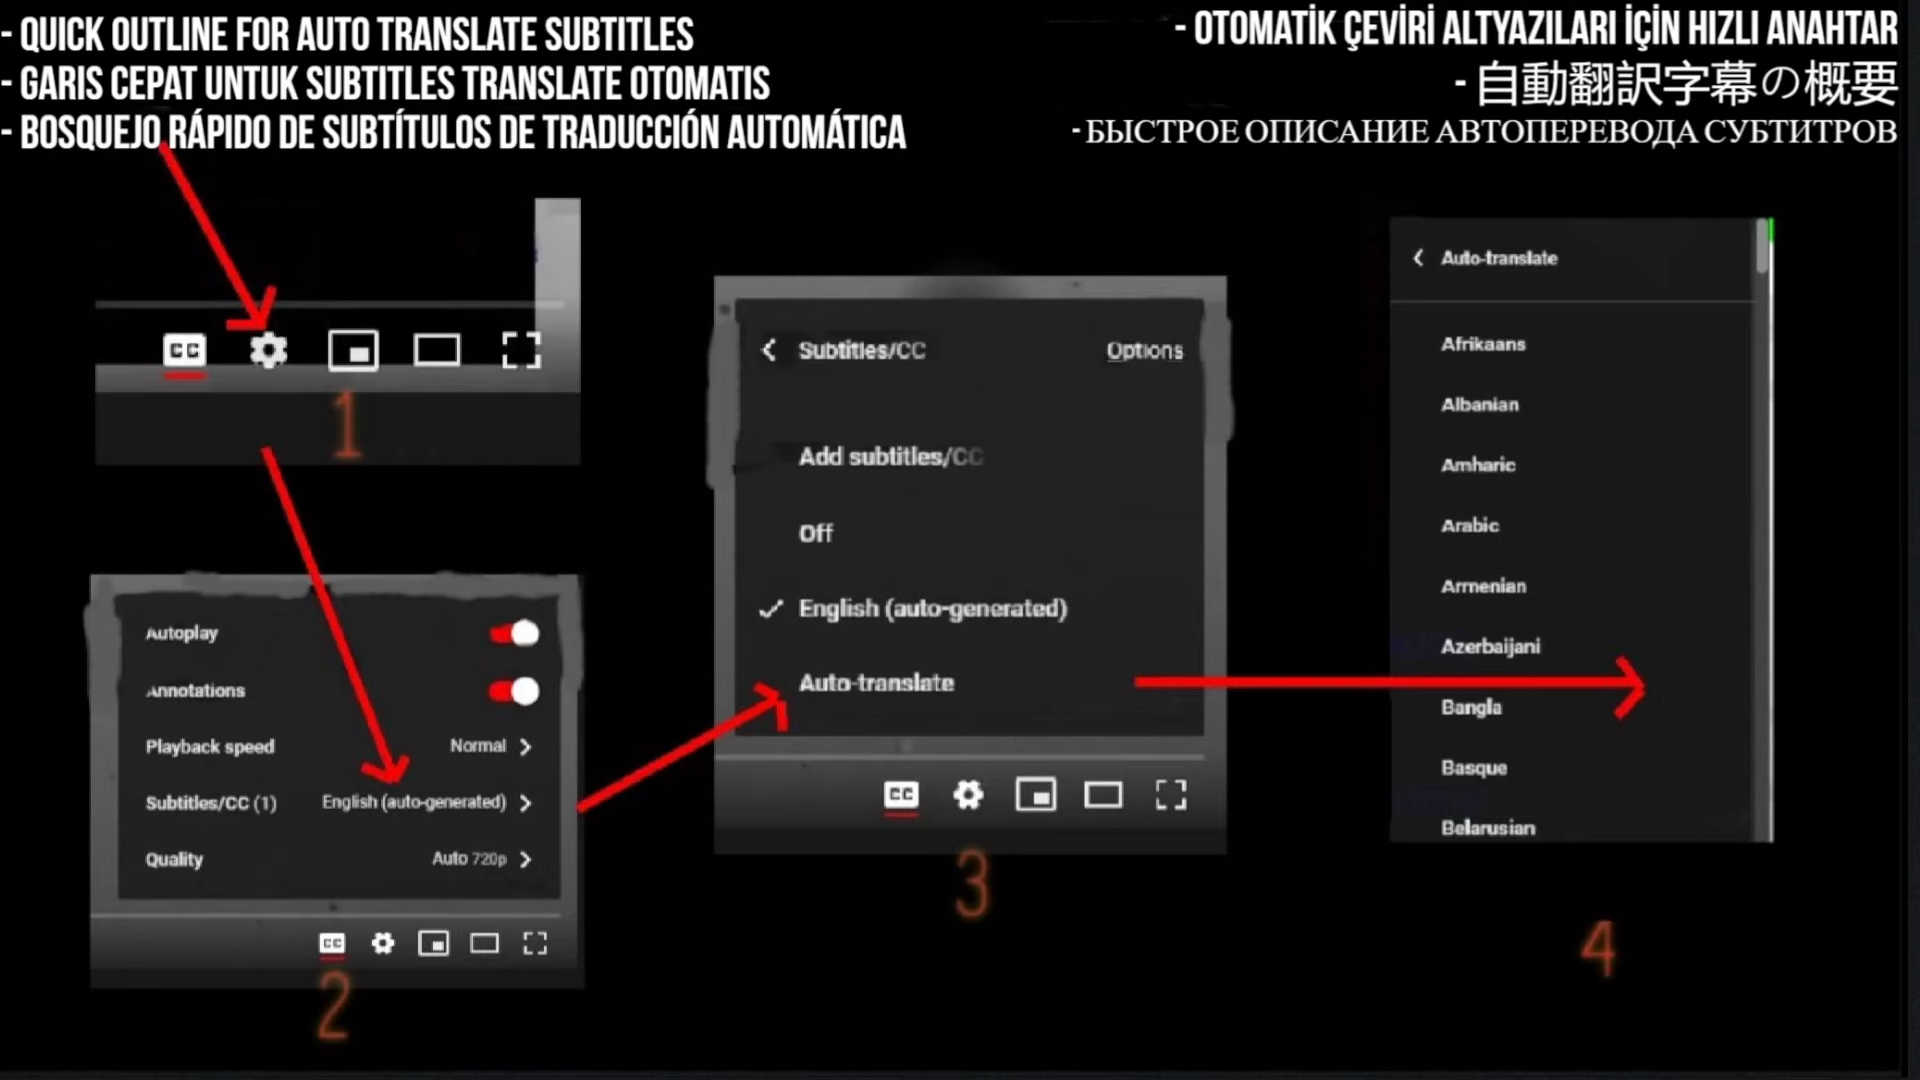 - QUICK OUTLINE FOR AUTO TRANSLATE SUBTITLES
- GARIS CEPAT UNTUK SUBTITLES TRANSLATE OTOMATIS
- BOSQUEJO RÁPIDO DE SUBTÍTULOS DE TRADUCCIÓN AUTOMÁTICA
- OTOMATİK ÇEVİRİ ALTYAZILARI İÇİN HIZLI ANAHTAR
- 自動翻訳字幕の概要
- БЫСТРОЕ ОПИСАНИЕ АВТОПЕРЕВОДА СУБТИТРОВ
CC
1
Autoplay
Annotations
Playback speed Normal
Subtitles/CC (1) English (auto-generated)
Quality Auto 720p
CC
2
Subtitles/CC Options
Add subtitles/CC
Off
English (auto-generated)
Auto-translate
CC
3
Auto-translate
Afrikaans
Albanian
Amharic
Arabic
Armenian
Azerbaijani
Bangla
Basque
Belarusian
4